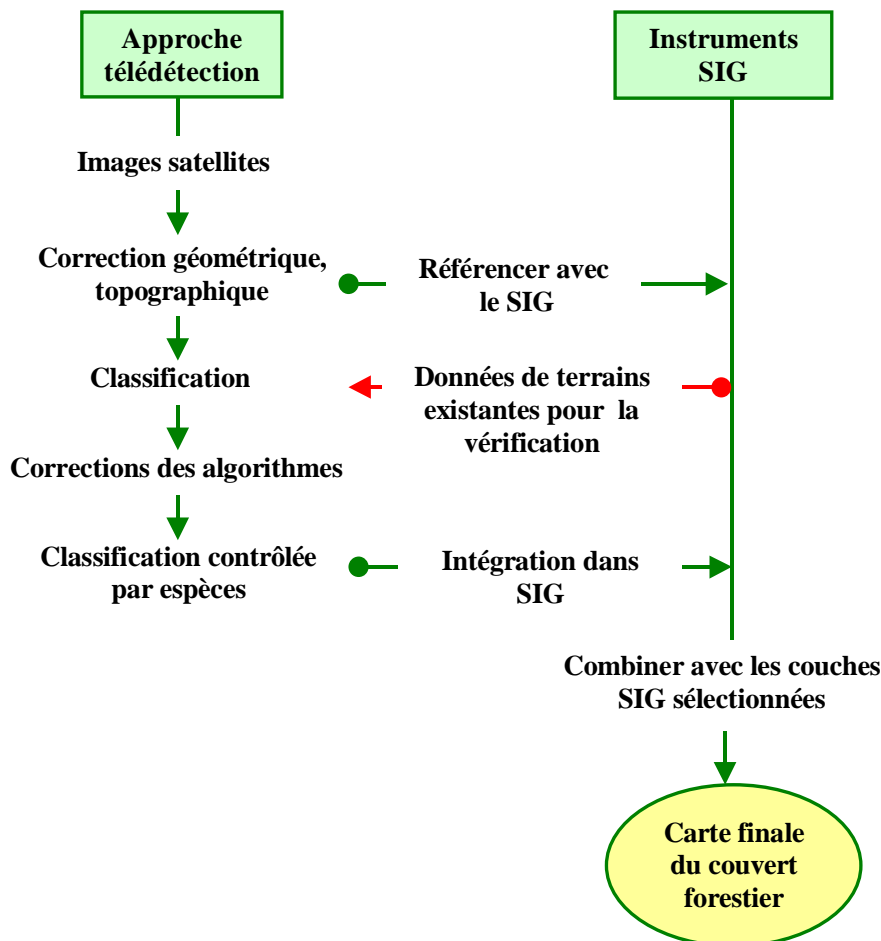 Approche
télédétection
Instruments
SIG
Images satellites
Correction géométrique,
topographique
Référencer avec
le SIG
Classification
Données de terrains
existantes pour la
vérification
Corrections des algorithmes
Classification contrôlée
par espèces
Intégration dans
SIG
Combiner avec les couches
SIG sélectionnées
Carte finale
du couvert
forestier